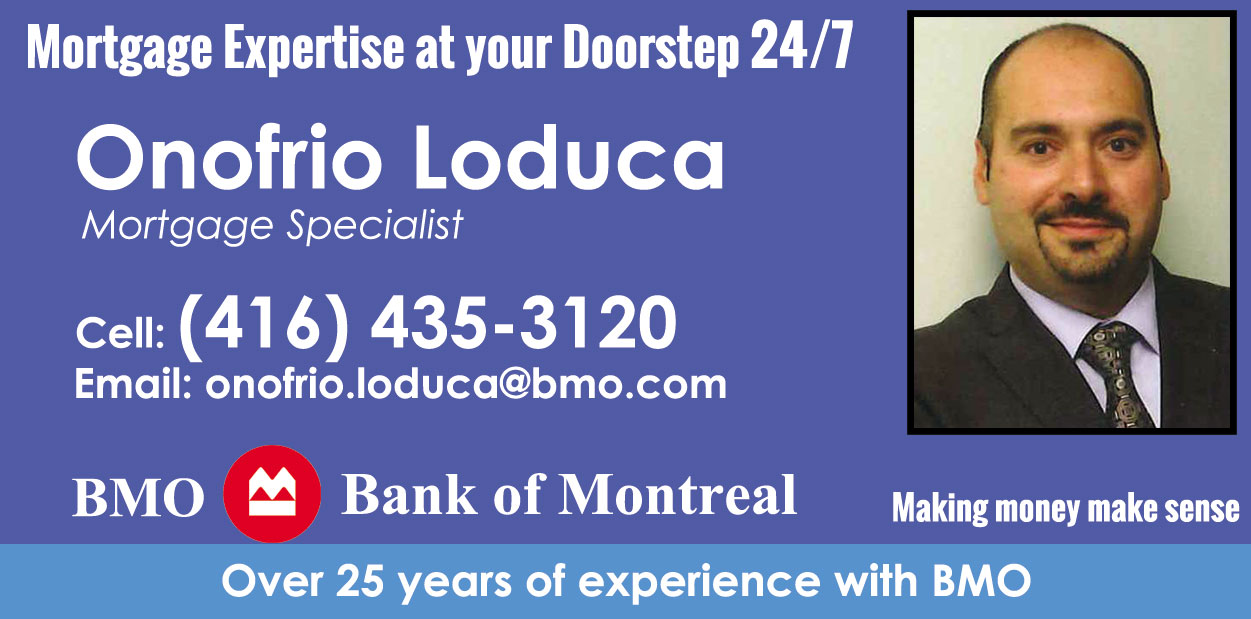 Mortgage Expertise at your Doorstep 24/7
Onofrio Loduca
Mortgage Specialist
Cell: (416) 435-3120
Email: onofrio.loduca@bmo.com
BMO Bank of Montreal
Making money make sense
Over 25 years of experience with BMO